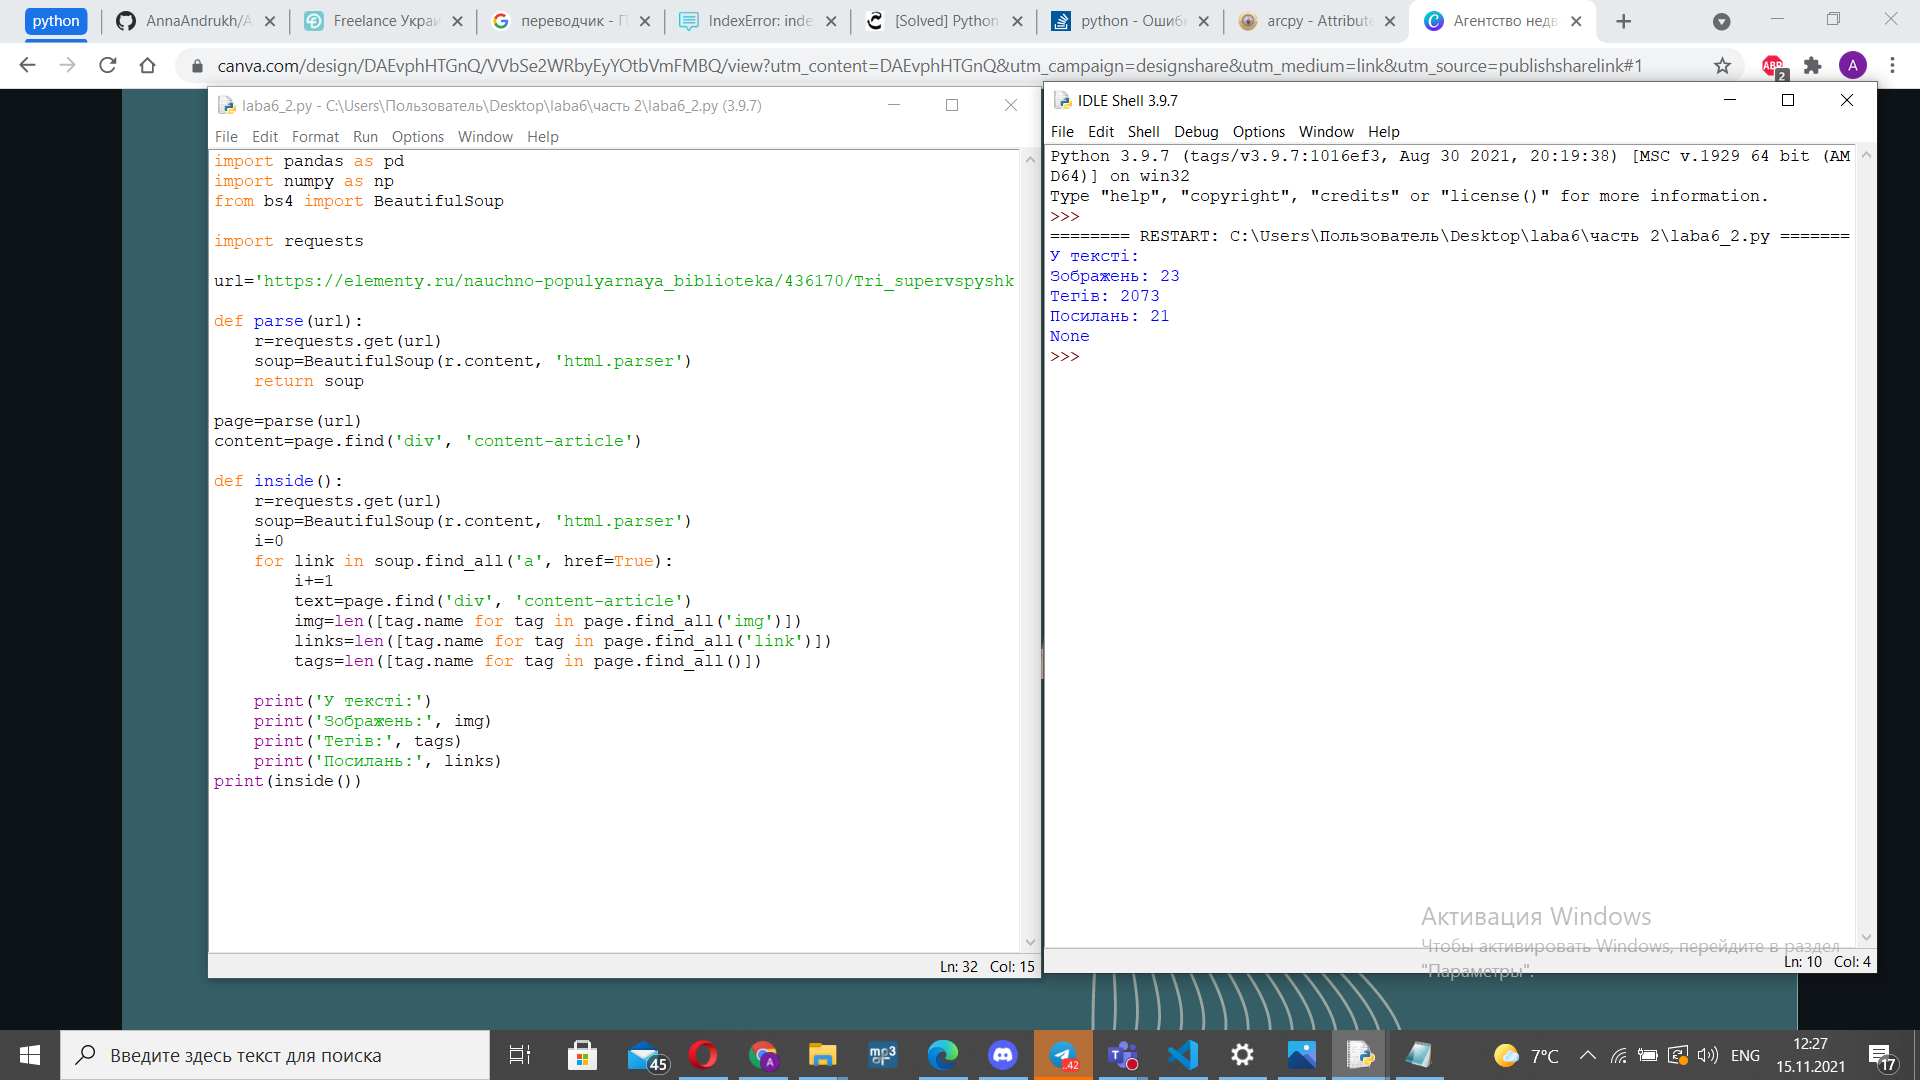 python
AnnaAndrukh/A
Freelance Украї
переводчик - П
IndexError: inde
[Solved] Python
python - Ошиб
arcpy - Attribute
Агентство недв
canva.com/design/DAEvphHTGnQ/VVbSe2WRbyEyYOtbVmFMBQ/view?utm_content=DAEvphHTGnQ&utm_campaign=designshare&utm_medium=link&utm_source=publishsharelink#1
ABP
2
A
laba6_2.py - C:\Users\Пользователь\Desktop\laba6\часть 2\laba6_2.py (3.9.7)
File Edit Format Run Options Window Help
import pandas as pd
import numpy as np
from bs4 import BeautifulSoup
import requests
url='https://elementy.ru/nauchno-populyarnaya_biblioteka/436170/Tri_supervspyshk
def parse(url):
    r=requests.get(url)
    soup=BeautifulSoup(r.content, 'html.parser')
    return soup
page=parse(url)
content=page.find('div', 'content-article')
def inside():
    r=requests.get(url)
    soup=BeautifulSoup(r.content, 'html.parser')
    i=0
    for link in soup.find_all('a', href=True):
        i+=1
        text=page.find('div', 'content-article')
        img=len([tag.name for tag in page.find_all('img')])
        links=len([tag.name for tag in page.find_all('link')])
        tags=len([tag.name for tag in page.find_all()])
    print('У тексті:')
    print('Зображень:', img)
    print('Тегів:', tags)
    print('Посилань:', links)
print(inside())
Ln: 32 Col: 15
IDLE Shell 3.9.7
File Edit Shell Debug Options Window Help
Python 3.9.7 (tags/v3.9.7:1016ef3, Aug 30 2021, 20:19:38) [MSC v.1929 64 bit (AM
D64)] on win32
Type "help", "copyright", "credits" or "license()" for more information.
>>>
======== RESTART: C:\Users\Пользователь\Desktop\laba6\часть 2\laba6_2.py =======
У тексті:
Зображень: 23
Тегів: 2073
Посилань: 21
None
>>>
Активация Windows
Чтобы активировать Windows, перейдите в раздел
"Параметры".
Ln: 10 Col: 4
Введите здесь текст для поиска
45
A
mp3
42
7°C
ENG
12:27
15.11.2021
17